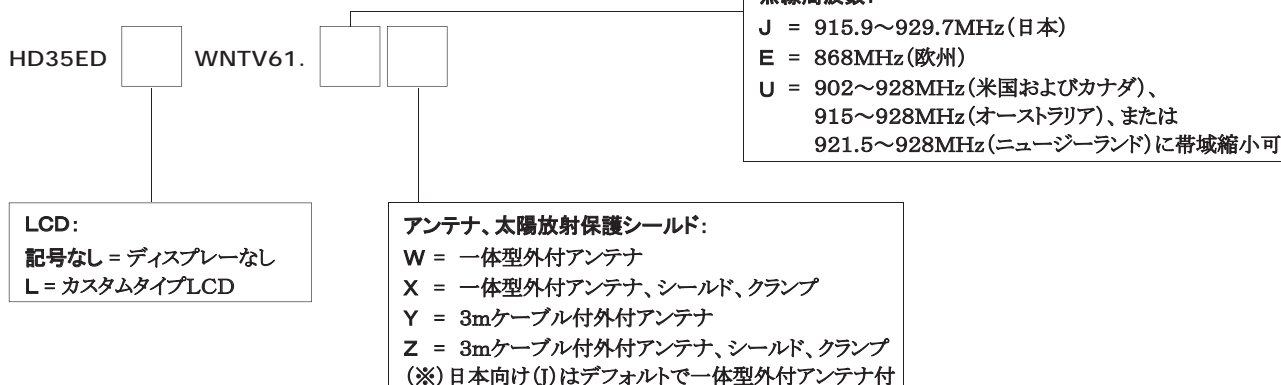 無線周波数:
J = 915.9～929.7MHz(日本)
E = 868MHz(欧州)
U = 902～928MHz(米国およびカナダ)、
915～928MHz(オーストラリア)、または
921.5～928MHz(ニュージーランド)に帯域縮小可
HD35ED WNTV61.
LCD:
記号なし = ディスプレーなし
L = カスタムタイプLCD
アンテナ、太陽放射保護シールド:
W = 一体型外付アンテナ
X = 一体型外付アンテナ、シールド、クランプ
Y = 3mケーブル付外付アンテナ
Z = 3mケーブル付外付アンテナ、シールド、クランプ
(※)日本向け(J)はデフォルトで一体型外付アンテナ付